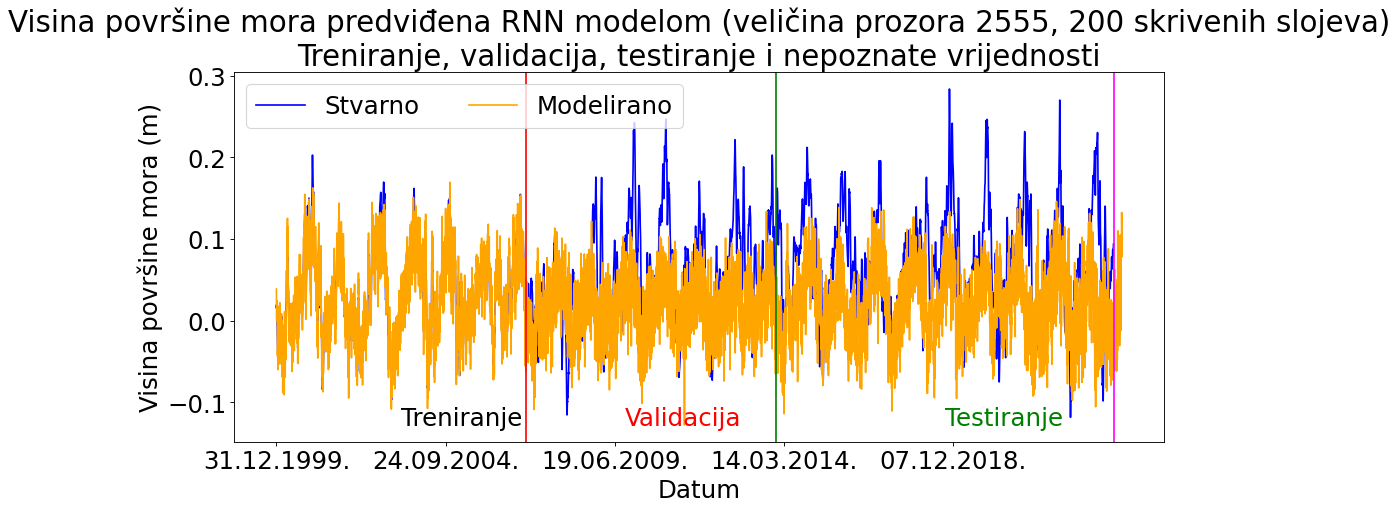 Visina površine mora predviđena RNN modelom (veličina prozora 2555, 200 skrivenih slojeva)
Treniranje, validacija, testiranje i nepoznate vrijednosti
Stvarno Modelirano
Visina površine mora (m)
0.3
0.2
0.1
0.0
−0.1
Treniranje Validacija Testiranje
31.12.1999. 24.09.2004. 19.06.2009. 14.03.2014. 07.12.2018.
Datum